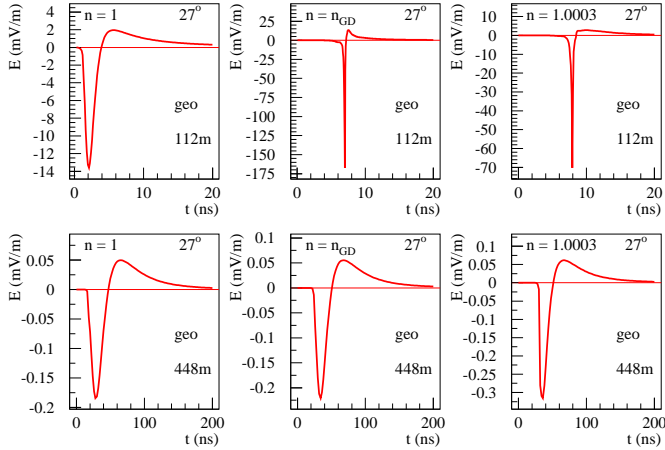 E (mV/m)
n = 1 27°
4
2
0
-2
-4
-6
-8
-10
-12
-14
geo
112m
0 10 20
t (ns)
E (mV/m)
n = n_GD 27°
25
0
-25
-50
-75
-100
-125
-150
-175
geo
112m
0 10 20
t (ns)
E (mV/m)
n = 1.0003 27°
10
0
-10
-20
-30
-40
-50
-60
-70
geo
112m
0 10 20
t (ns)
E (mV/m)
n = 1 27°
0.05
0
-0.05
-0.1
-0.15
-0.2
geo
448m
0 100 200
t (ns)
E (mV/m)
n = n_GD 27°
0.1
0.05
0
-0.05
-0.1
-0.15
-0.2
geo
448m
0 100 200
t (ns)
E (mV/m)
n = 1.0003 27°
0.1
0.05
0
-0.05
-0.1
-0.15
-0.2
-0.25
-0.3
geo
448m
0 100 200
t (ns)